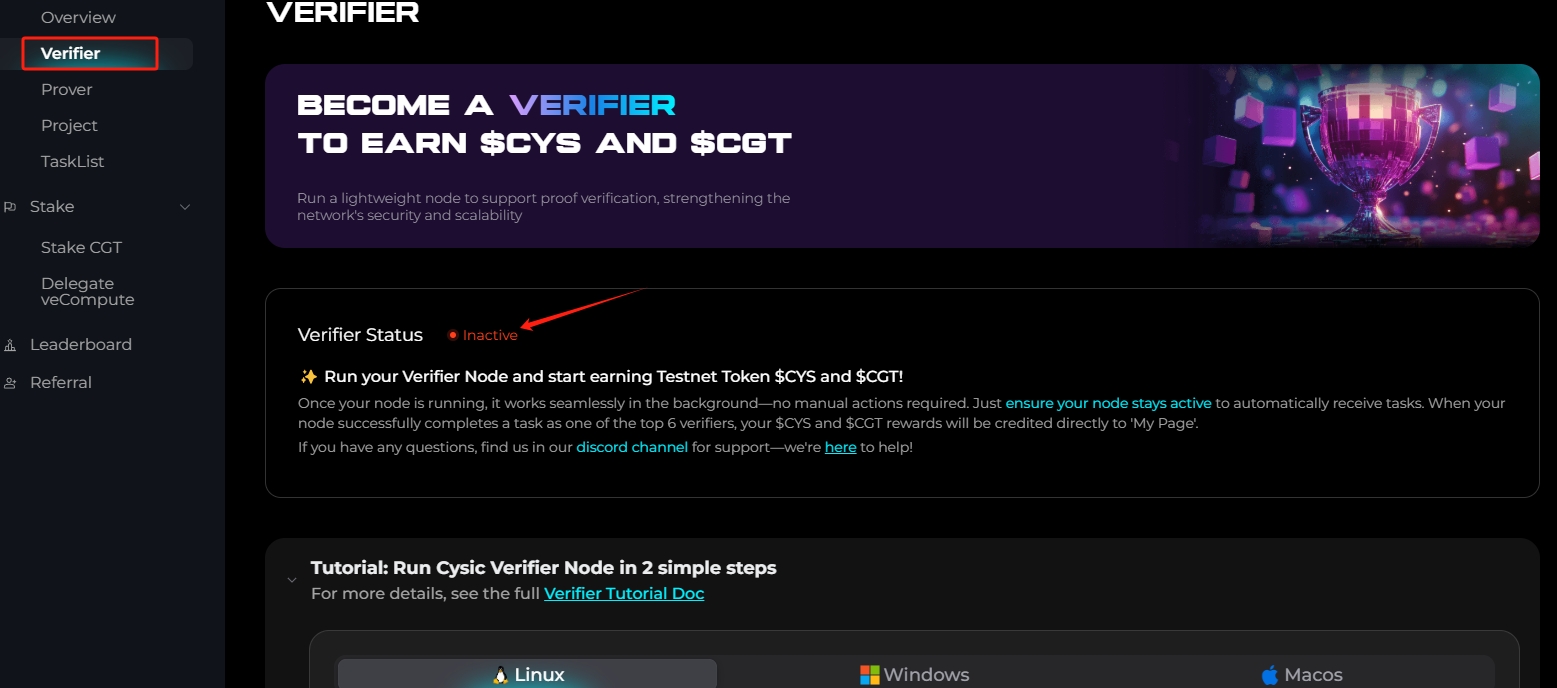 Overview
Verifier
Prover
Project
TaskList
Stake
Stake CGT
Delegate
veCompute
Leaderboard
Referral
VERIFIER
BECOME A VERIFIER
TO EARN $CYS AND $CGT
Run a lightweight node to support proof verification, strengthening the
network's security and scalability
Verifier Status Inactive
✨ Run your Verifier Node and start earning Testnet Token $CYS and $CGT!
Once your node is running, it works seamlessly in the background—no manual actions required. Just ensure your node stays active to automatically receive tasks. When your
node successfully completes a task as one of the top 6 verifiers, your $CYS and $CGT rewards will be credited directly to 'My Page'.
If you have any questions, find us in our discord channel for support—we're here to help!
Tutorial: Run Cysic Verifier Node in 2 simple steps
For more details, see the full Verifier Tutorial Doc
Linux Windows Macos